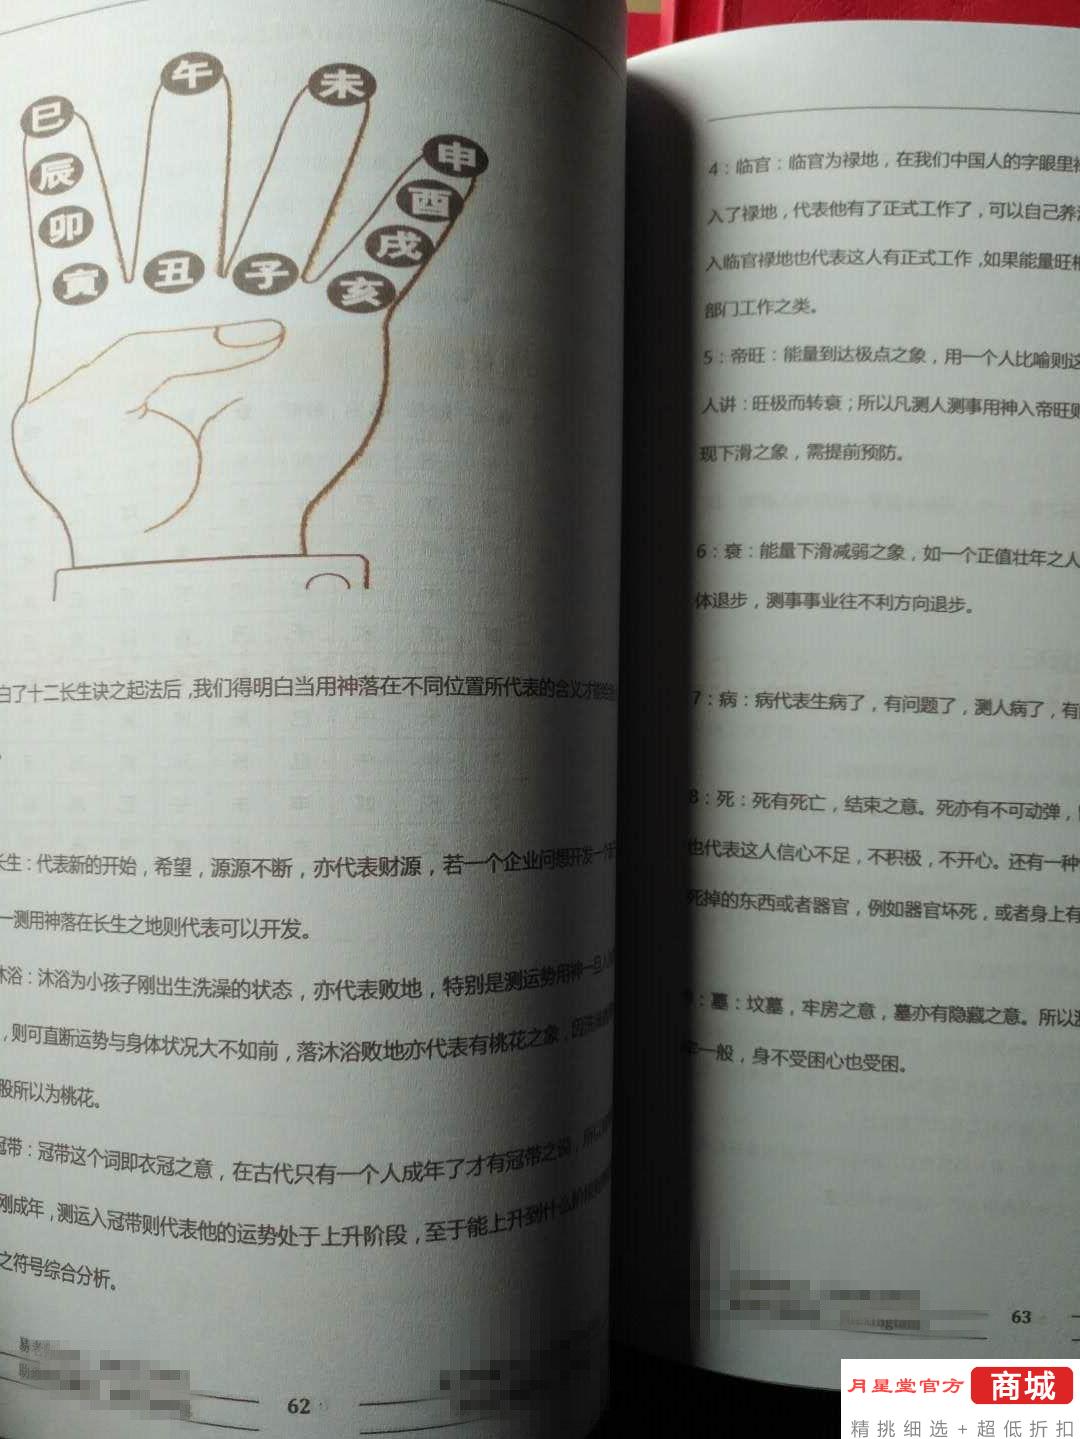 午
未
巳
申
辰
酉
卯
戌
寅
丑
子
亥
白了十二长生诀之起法后,我们得明白当用神落在不同位置所代表的含义才能
长生：代表新的开始，希望，源源不断，亦代表财源，若一个企业问想开发一个
一测用神落在长生之地则代表可以开发。
沐浴：沐浴为小孩子刚出生洗澡的状态，亦代表败地，特别是测运势用神一旦入
，则可直断运势与身体状况大不如前，落沐浴败地亦代表有桃花之象，因
股所以为桃花。
冠带：冠带这个词即衣冠之意，在古代只有一个人成年了才有冠带之说，所以
刚成年，测运入冠带则代表他的运势处于上升阶段，至于能上升到什么阶
之符号综合分析。
易老
62
4：临官：临官为禄地，在我们中国人的字眼里
入了禄地，代表他有了正式工作了，可以自己养
入临官禄地也代表这人有正式工作,如果能量旺
部门工作之类。
5：帝旺：能量到达极点之象，用一个人比喻则这
人讲：旺极而转衰；所以凡测人测事用神入帝旺则
现下滑之象，需提前预防。
6：衰：能量下滑减弱之象，如一个正值壮年之人
体退步，测事事业往不利方向退步。
7：病：病代表生病了，有问题了，测人病了，有
8：死：死有死亡，结束之意。死亦有不可动弹，
也代表这人信心不足，不积极，不开心。还有一种
死掉的东西或者器官，例如器官坏死，或者身上有
：墓：坟墓，牢房之意，墓亦有隐藏之意。所以
牢一般，身不受困心也受困。
63
月星堂官方 商城
精挑细选+超低折扣